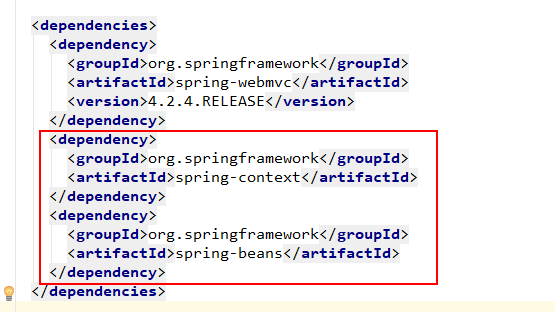 <dependencies>
<dependency>
<groupId>org.springframework</groupId>
<artifactId>spring-webmvc</artifactId>
<version>4.2.4.RELEASE</version>
</dependency>
<dependency>
<groupId>org.springframework</groupId>
<artifactId>spring-context</artifactId>
</dependency>
<dependency>
<groupId>org.springframework</groupId>
<artifactId>spring-beans</artifactId>
</dependency>
</dependencies>